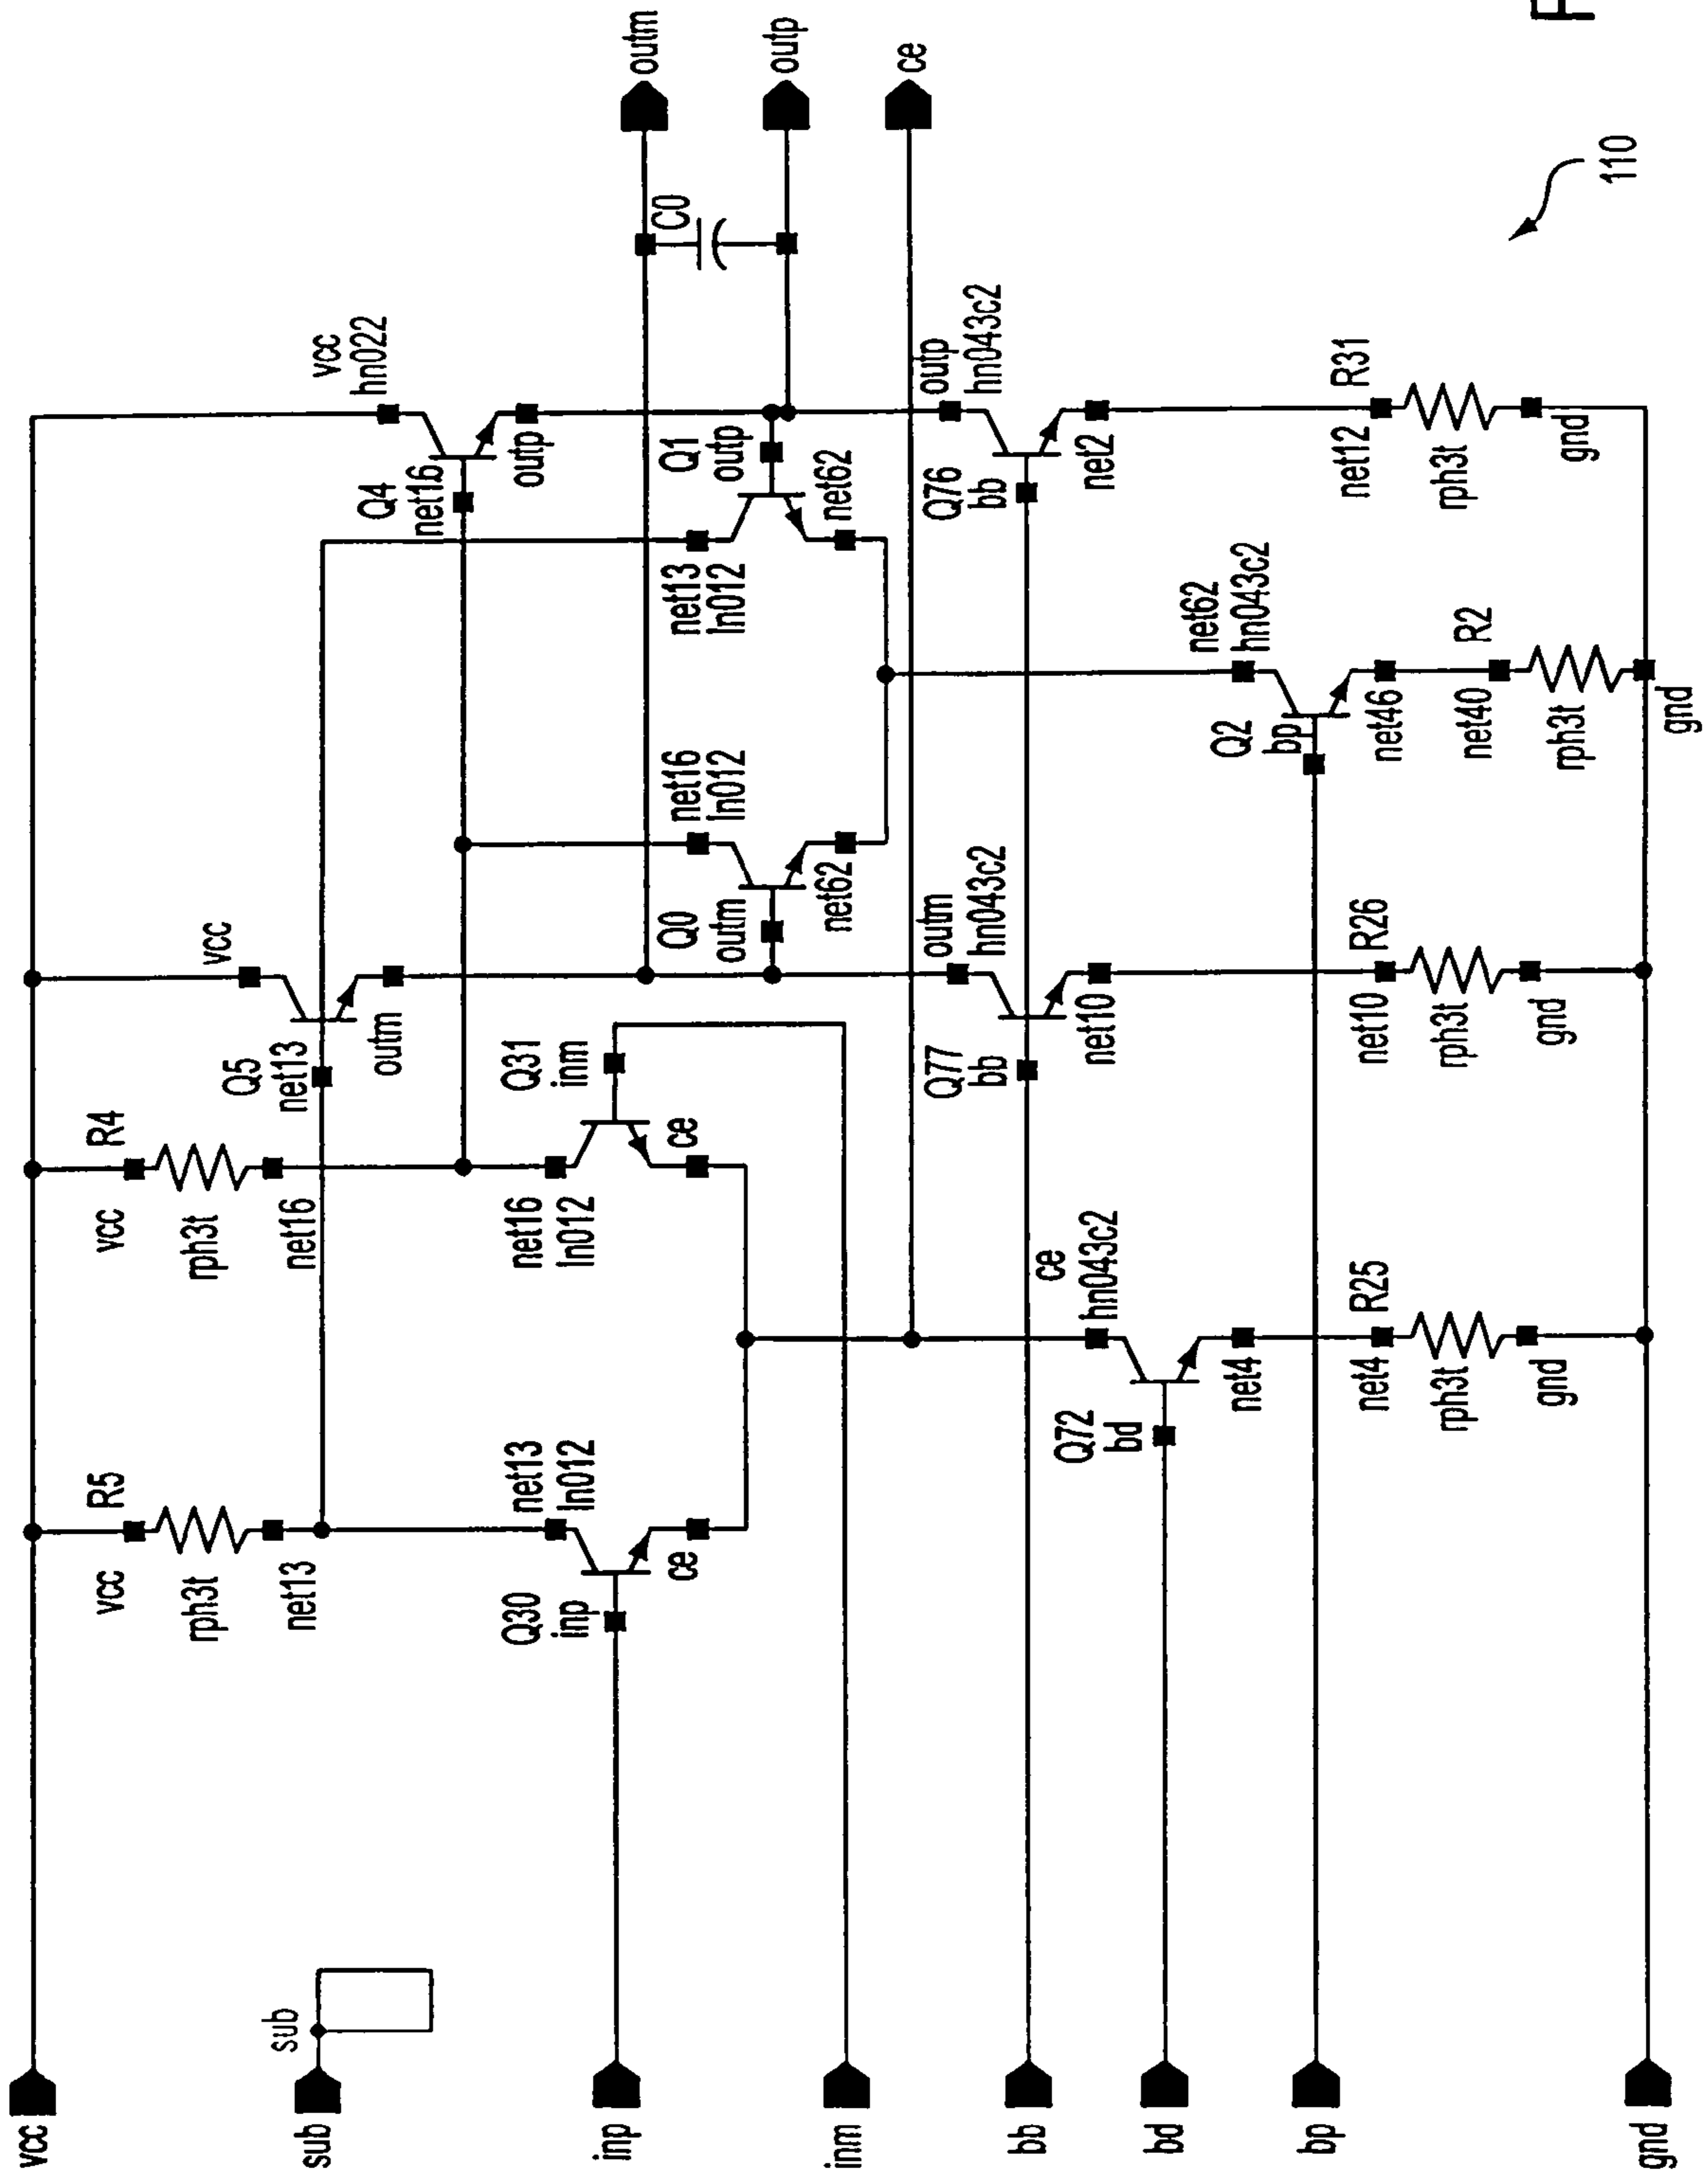 vcc
sub
sub
inp
inm
bb
bd
bp
gnd
R5
vcc
rph3t
net13
R4
vcc
rph3t
net16
Q5
net13
vcc
outm
Q4
net16
vcc
hn022
outp
Q30
inp
net13
ln012
ce
Q31
inm
net16
ln012
ce
Q0
outm
net16
ln012
net62
Q1
outp
net13
ln012
net62
C0
outm
outp
ce
Q72
bd
ce
hn043c2
net4
Q77
bb
outm
hn043c2
net10
Q2
bp
net62
hn043c2
net46
Q76
bb
outp
hn043c2
net2
net4
R25
rph3t
gnd
net10
R26
rph3t
gnd
net40
R2
rph3t
gnd
net12
R31
rph3t
gnd
110
F